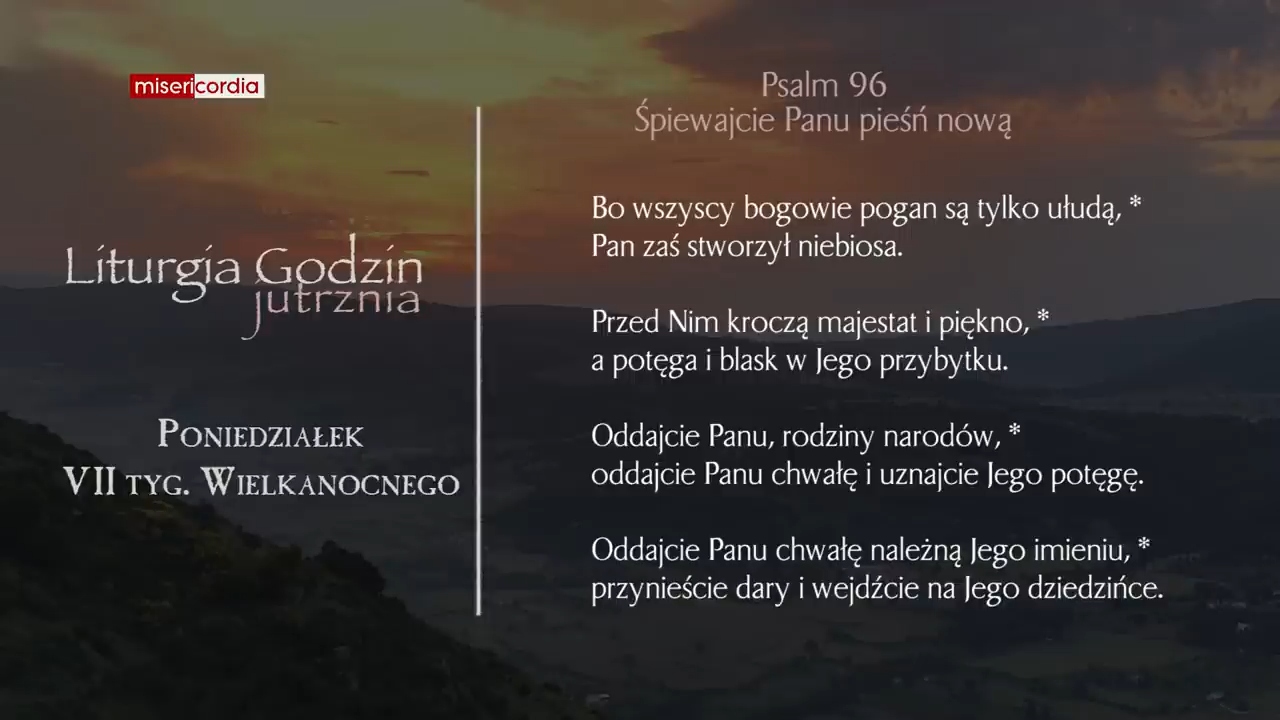 misericordia
Liturgia Godzin
jutrznia
Poniedziałek
VII tyg. Wielkanocnego
Psalm 96
Śpiewajcie Panu pieśń nową
Bo wszyscy bogowie pogan są tylko ułudą, *
Pan zaś stworzył niebiosa.
Przed Nim kroczą majestat i piękno, *
a potęga i blask w Jego przybytku.
Oddajcie Panu, rodziny narodów, *
oddajcie Panu chwałę i uznajcie Jego potęgę.
Oddajcie Panu chwałę należną Jego imieniu, *
przynieście dary i wejdźcie na Jego dziedzińce.